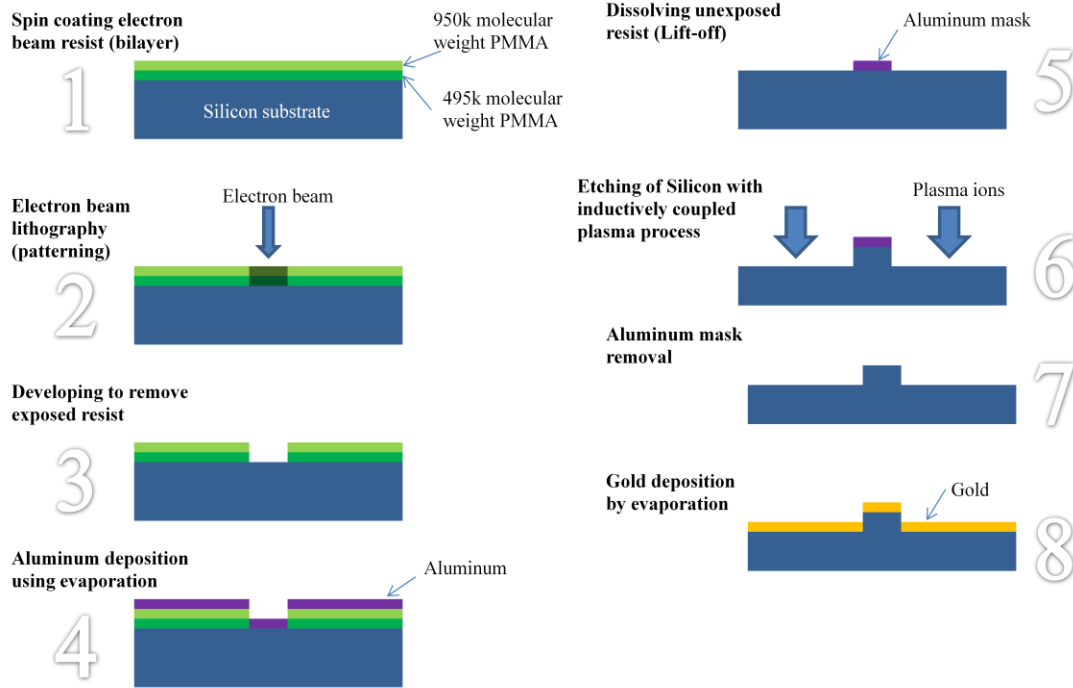 Spin coating electron
beam resist (bilayer)
1
950k molecular
weight PMMA
495k molecular
weight PMMA
Silicon substrate
Electron beam
lithography
(patterning)
Electron beam
2
Developing to remove
exposed resist
3
Aluminum deposition
using evaporation
Aluminum
4
Dissolving unexposed
resist (Lift-off)
Aluminum mask
5
Etching of Silicon with
inductively coupled
plasma process
Plasma ions
6
Aluminum mask
removal
7
Gold deposition
by evaporation
Gold
8